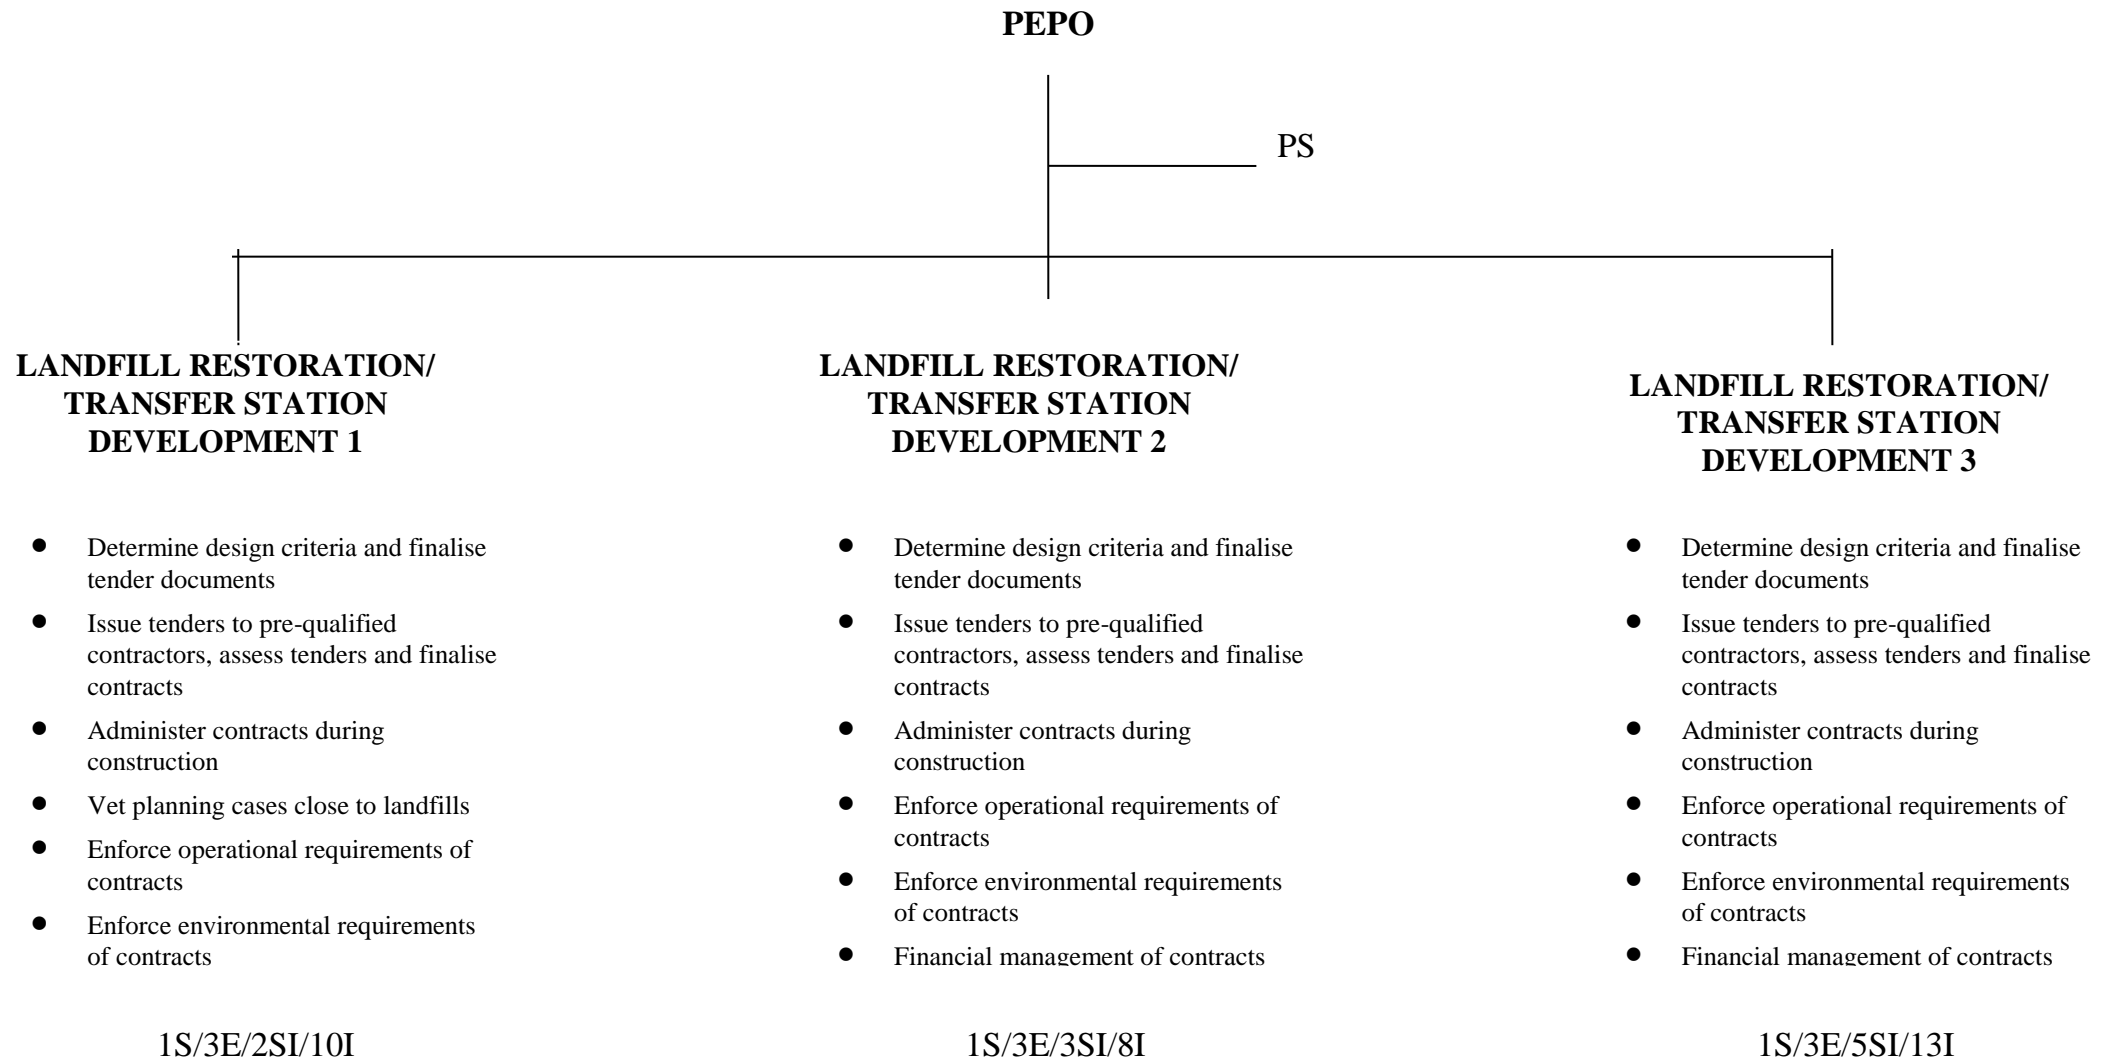 PEPO
PS
LANDFILL RESTORATION/
TRANSFER STATION
DEVELOPMENT 1
• Determine design criteria and finalise
tender documents
• Issue tenders to pre-qualified
contractors, assess tenders and finalise
contracts
• Administer contracts during
construction
• Vet planning cases close to landfills
• Enforce operational requirements of
contracts
• Enforce environmental requirements
of contracts
1S/3E/2SI/10I
LANDFILL RESTORATION/
TRANSFER STATION
DEVELOPMENT 2
• Determine design criteria and finalise
tender documents
• Issue tenders to pre-qualified
contractors, assess tenders and finalise
contracts
• Administer contracts during
construction
• Enforce operational requirements of
contracts
• Enforce environmental requirements
of contracts
• Financial management of contracts
1S/3E/3SI/8I
LANDFILL RESTORATION/
TRANSFER STATION
DEVELOPMENT 3
• Determine design criteria and finalise
tender documents
• Issue tenders to pre-qualified
contractors, assess tenders and finalise
contracts
• Administer contracts during
construction
• Enforce operational requirements of
contracts
• Enforce environmental requirements
of contracts
• Financial management of contracts
1S/3E/5SI/13I